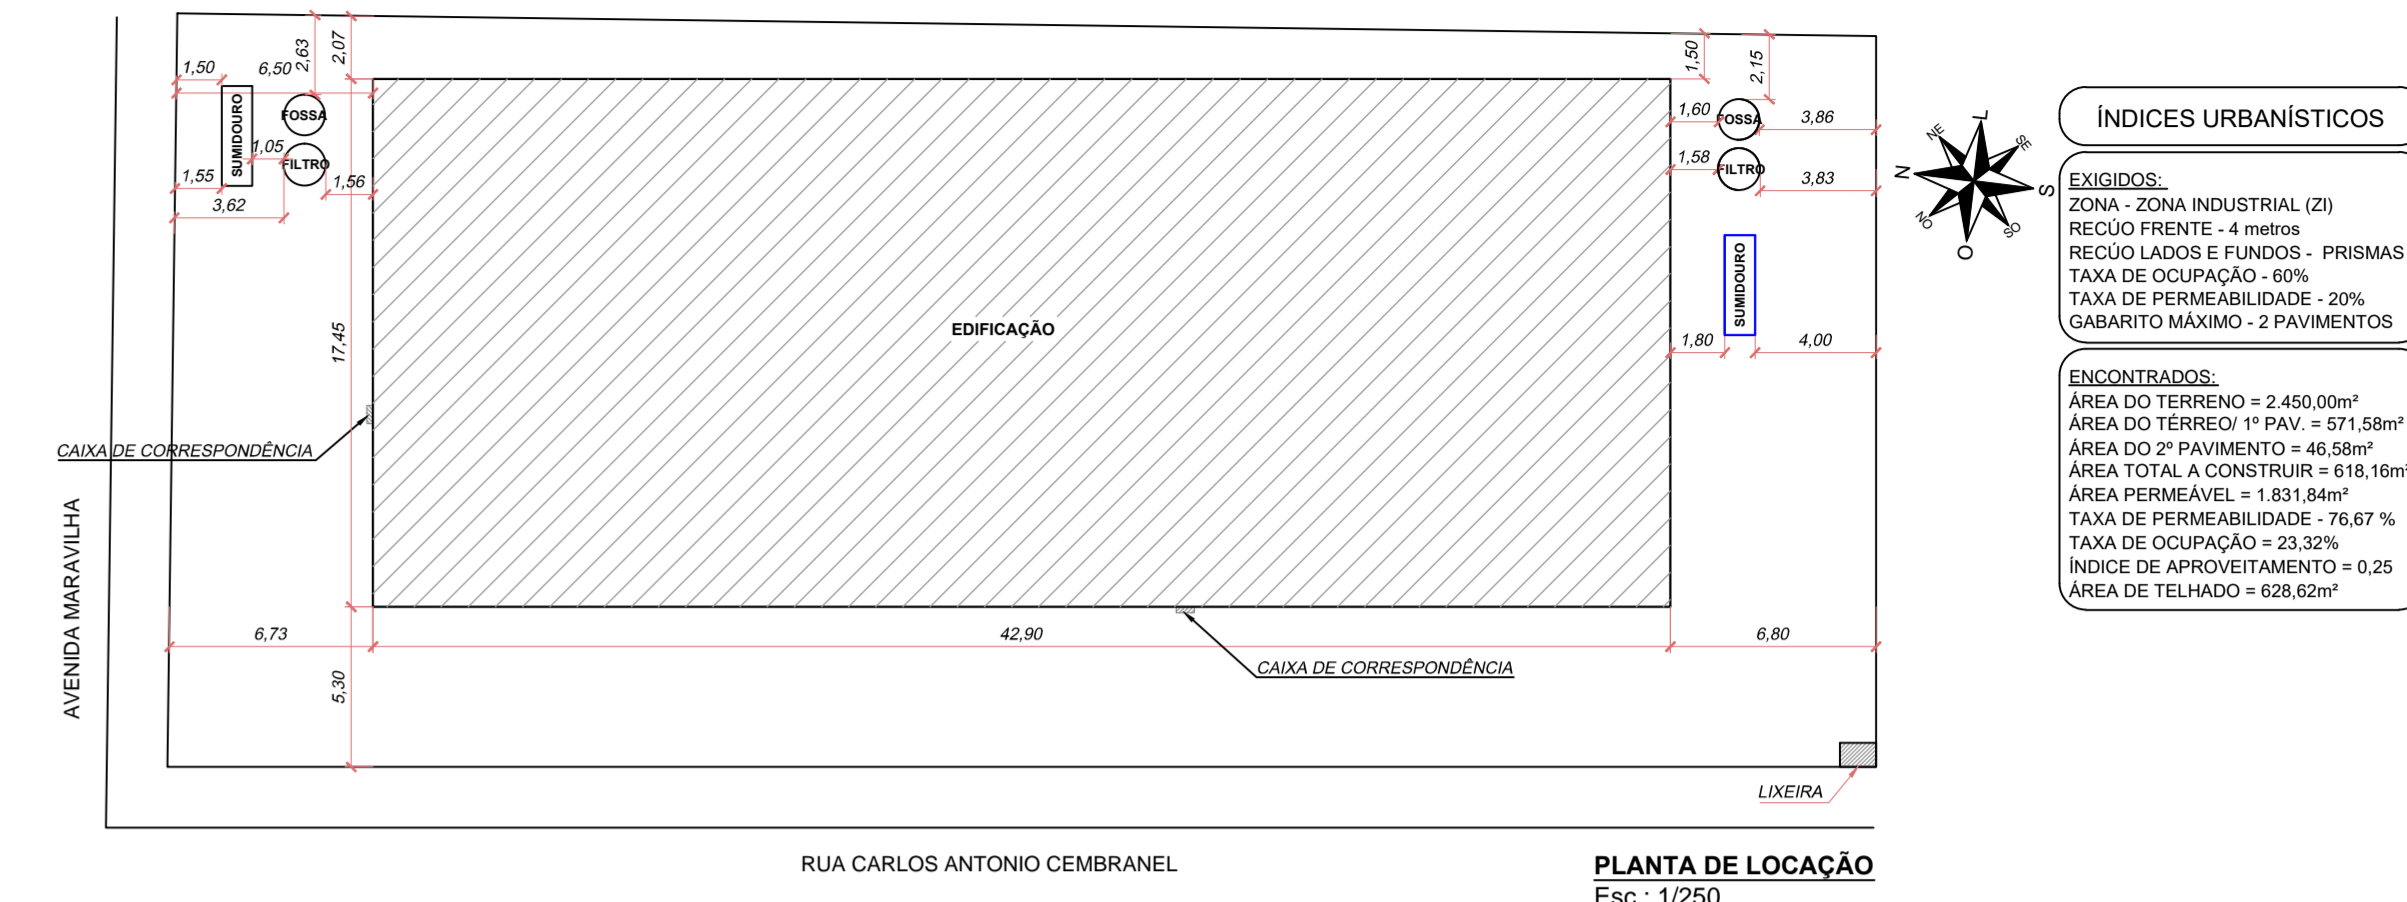 2,63
2,07
1,50
6,50
SUMIDOURO
FOSSA
1,05
FILTRO
1,55
1,56
3,62
17,45
EDIFICAÇÃO
CAIXA DE CORRESPONDÊNCIA
AVENIDA MARAVILHA
6,73
42,90
6,80
5,30
CAIXA DE CORRESPONDÊNCIA
LIXEIRA
RUA CARLOS ANTONIO CEMBRANEL
PLANTA DE LOCAÇÃO
Esc.: 1/250
1,50
2,15
1,60
FOSSA
3,86
1,58
FILTRO
3,83
SUMIDOURO
1,80
4,00
L
NE
SE
N
S
NO
SO
O
ÍNDICES URBANÍSTICOS
EXIGIDOS:
ZONA - ZONA INDUSTRIAL (ZI)
RECÚO FRENTE - 4 metros
RECÚO LADOS E FUNDOS - PRISMAS
TAXA DE OCUPAÇÃO - 60%
TAXA DE PERMEABILIDADE - 20%
GABARITO MÁXIMO - 2 PAVIMENTOS
ENCONTRADOS:
ÁREA DO TERRENO = 2.450,00m²
ÁREA DO TÉRREO/ 1º PAV. = 571,58m²
ÁREA DO 2º PAVIMENTO = 46,58m²
ÁREA TOTAL A CONSTRUIR = 618,16m²
ÁREA PERMEÁVEL = 1.831,84m²
TAXA DE PERMEABILIDADE - 76,67 %
TAXA DE OCUPAÇÃO = 23,32%
ÍNDICE DE APROVEITAMENTO = 0,25
ÁREA DE TELHADO = 628,62m²